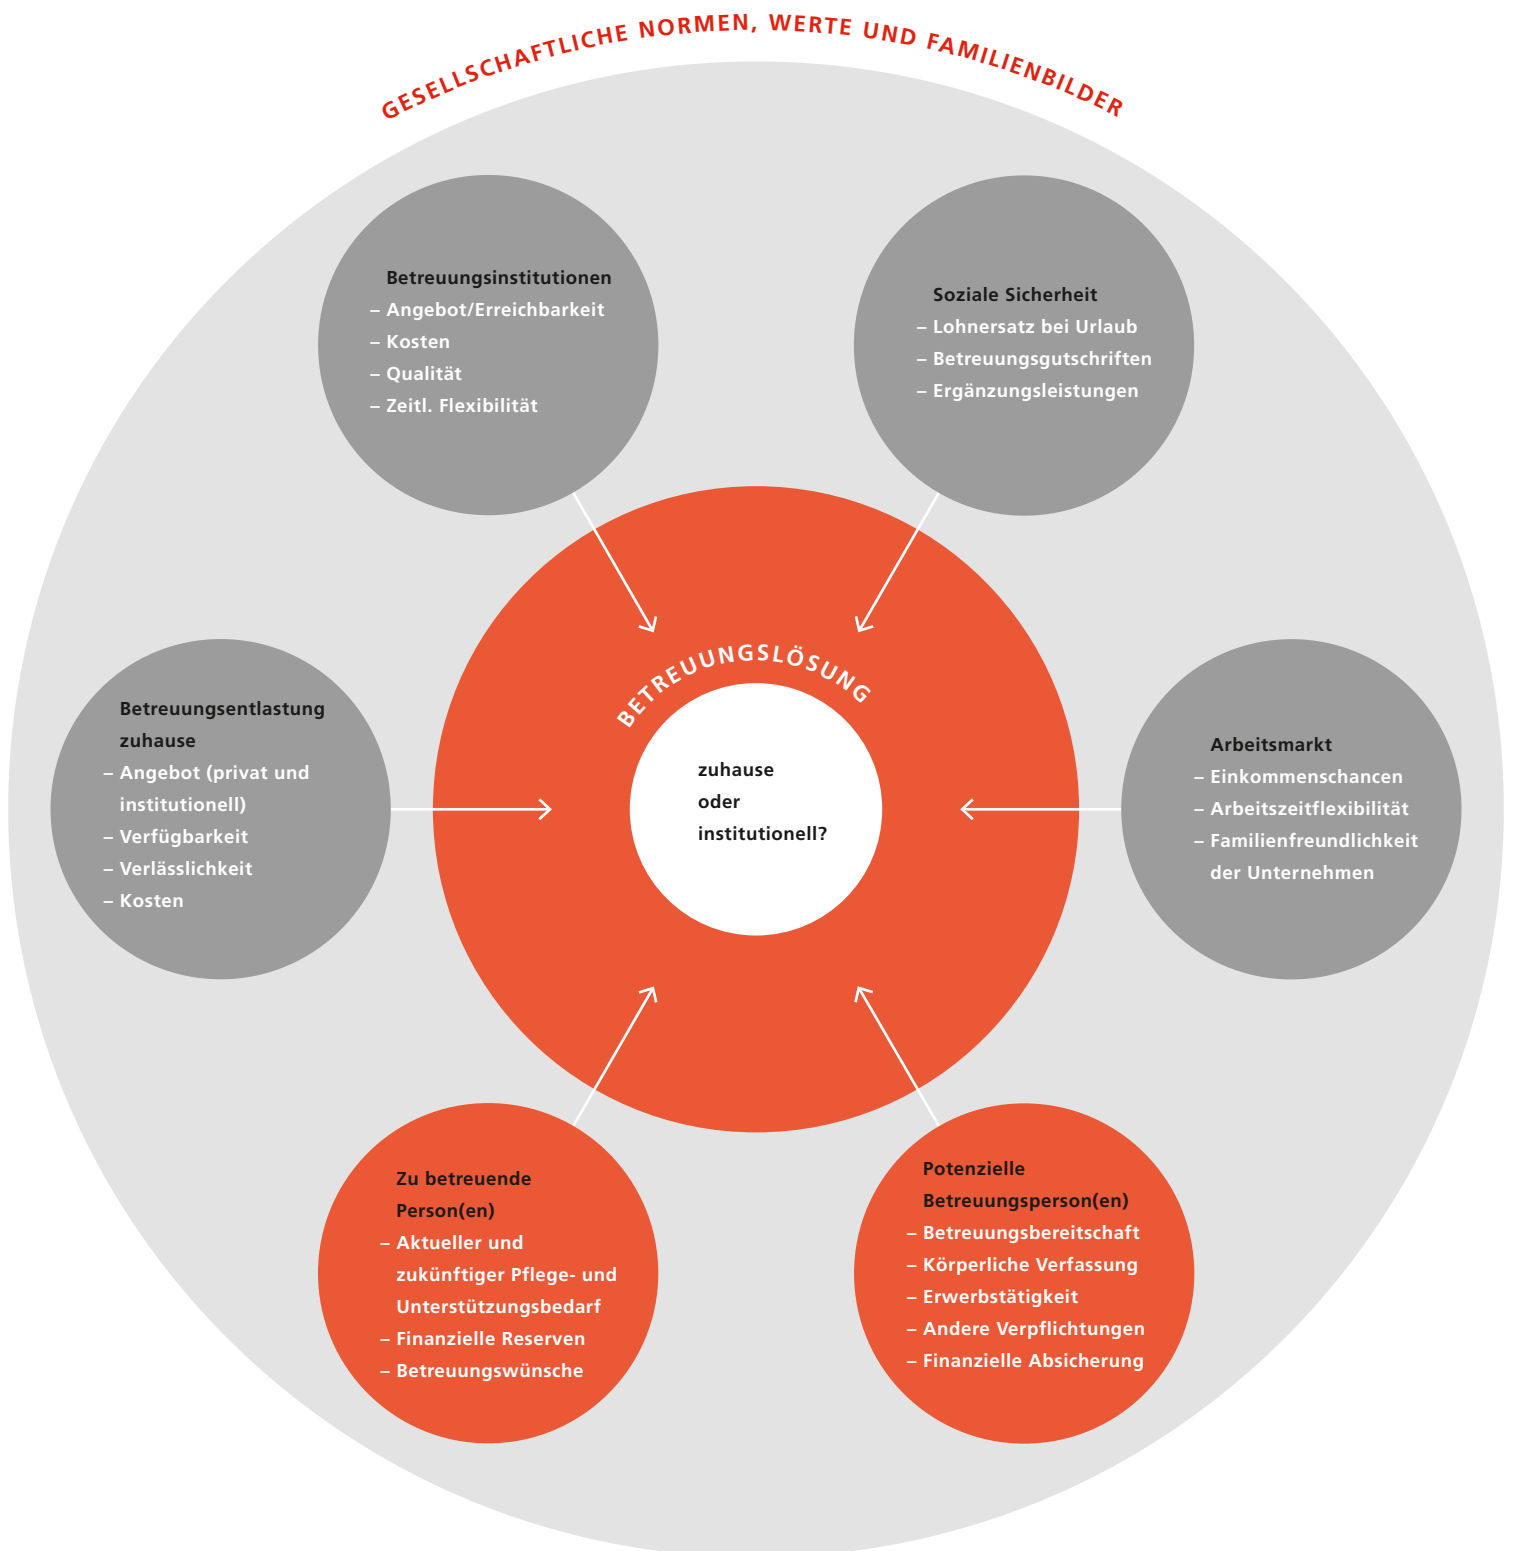 GESELLSCHAFTLICHE NORMEN, WERTE UND FAMILIENBILDER
Betreuungsinstitutionen
– Angebot/Erreichbarkeit
– Kosten
– Qualität
– Zeitl. Flexibilität
Soziale Sicherheit
– Lohnersatz bei Urlaub
– Betreuungsgutschriften
– Ergänzungsleistungen
Betreuungsentlastung
zuhause
– Angebot (privat und
institutionell)
– Verfügbarkeit
– Verlässlichkeit
– Kosten
BETREUUNGSLÖSUNG
zuhause
oder
institutionell?
Arbeitsmarkt
– Einkommenschancen
– Arbeitszeitflexibilität
– Familienfreundlichkeit
der Unternehmen
Zu betreuende
Person(en)
– Aktueller und
zukünftiger Pflege- und
Unterstützungsbedarf
– Finanzielle Reserven
– Betreuungswünsche
Potenzielle
Betreuungsperson(en)
– Betreuungsbereitschaft
– Körperliche Verfassung
– Erwerbstätigkeit
– Andere Verpflichtungen
– Finanzielle Absicherung